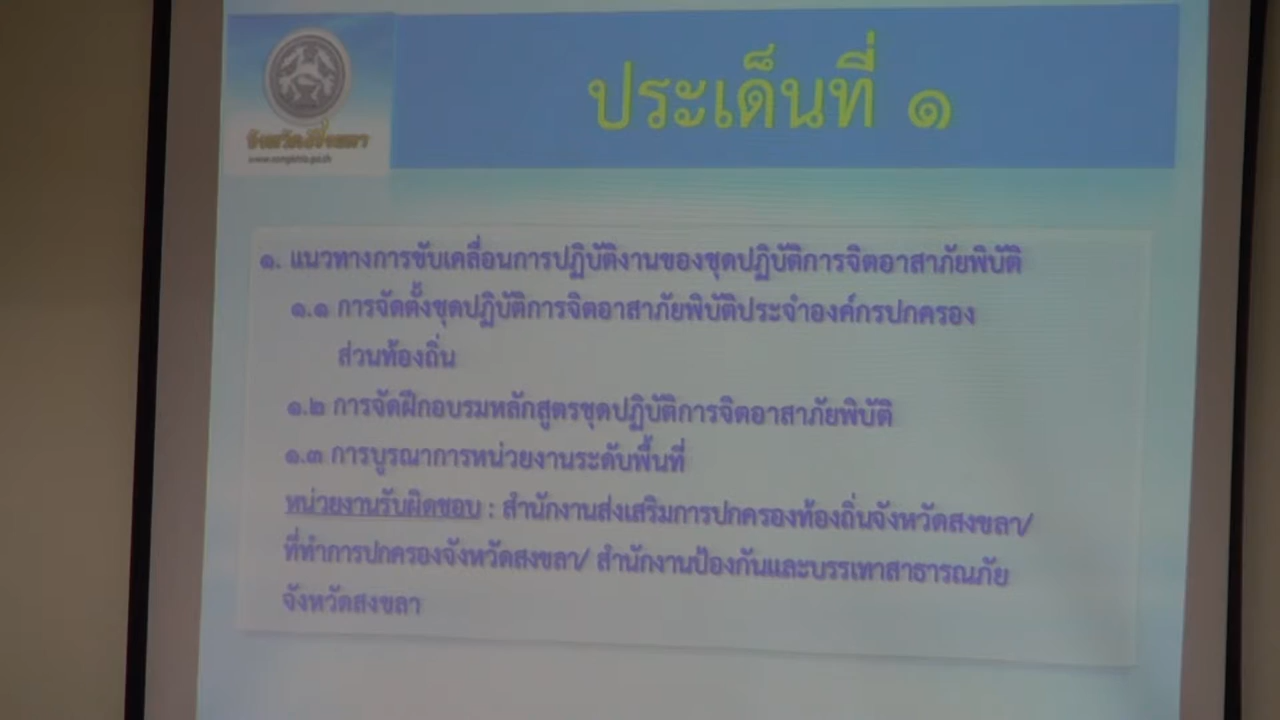 ประเด็นที่ ๑
๑. แนวทางการขับเคลื่อนการปฏิบัติงานของชุดปฏิบัติการจิตอาสาภัยพิบัติ
๑.๑ การจัดตั้งชุดปฏิบัติการจิตอาสาภัยพิบัติประจำองค์กรปกครอง
ส่วนท้องถิ่น
๑.๒ การจัดฝึกอบรมหลักสูตรชุดปฏิบัติการจิตอาสาภัยพิบัติ
๑.๓ การบูรณาการหน่วยงานระดับพื้นที่
หน่วยงานรับผิดชอบ : สำนักงานส่งเสริมการปกครองท้องถิ่นจังหวัดสงขลา/
ที่ทำการปกครองจังหวัดสงขลา/ สำนักงานป้องกันและบรรเทาสาธารณภัย
จังหวัดสงขลา